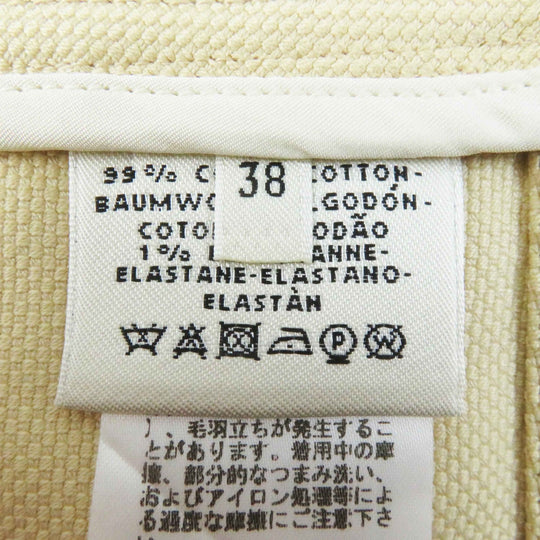 38
99% C COTTON-
BAUMWO LGODÓN-
COTO ODÃO
1% E ANNE-
ELASTANE-ELASTANO-
ELASTÀN
P W
毛羽立ちが発生するこ
とがあります。着用中の摩
擦、部分的なつまみ洗い、
およびアイロン処理等によ
る過度な摩擦にご注意下さ
い。